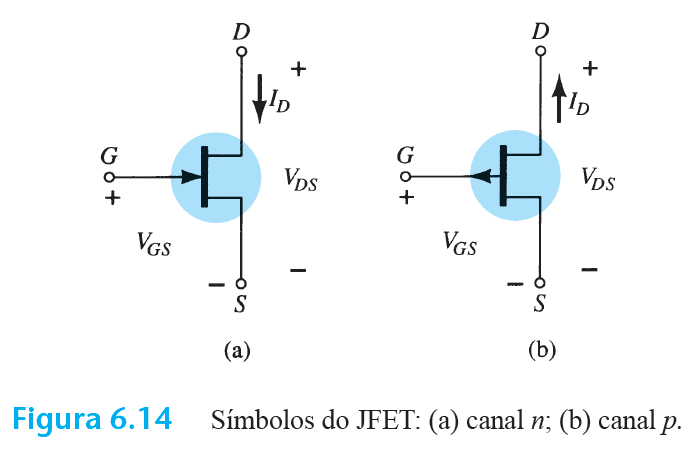 D D
+ +
I_D I_D
G G
+ +
V_DS V_DS
V_GS V_GS
– – – –
S S
(a) (b)
Figura 6.14 Símbolos do JFET: (a) canal n; (b) canal p.